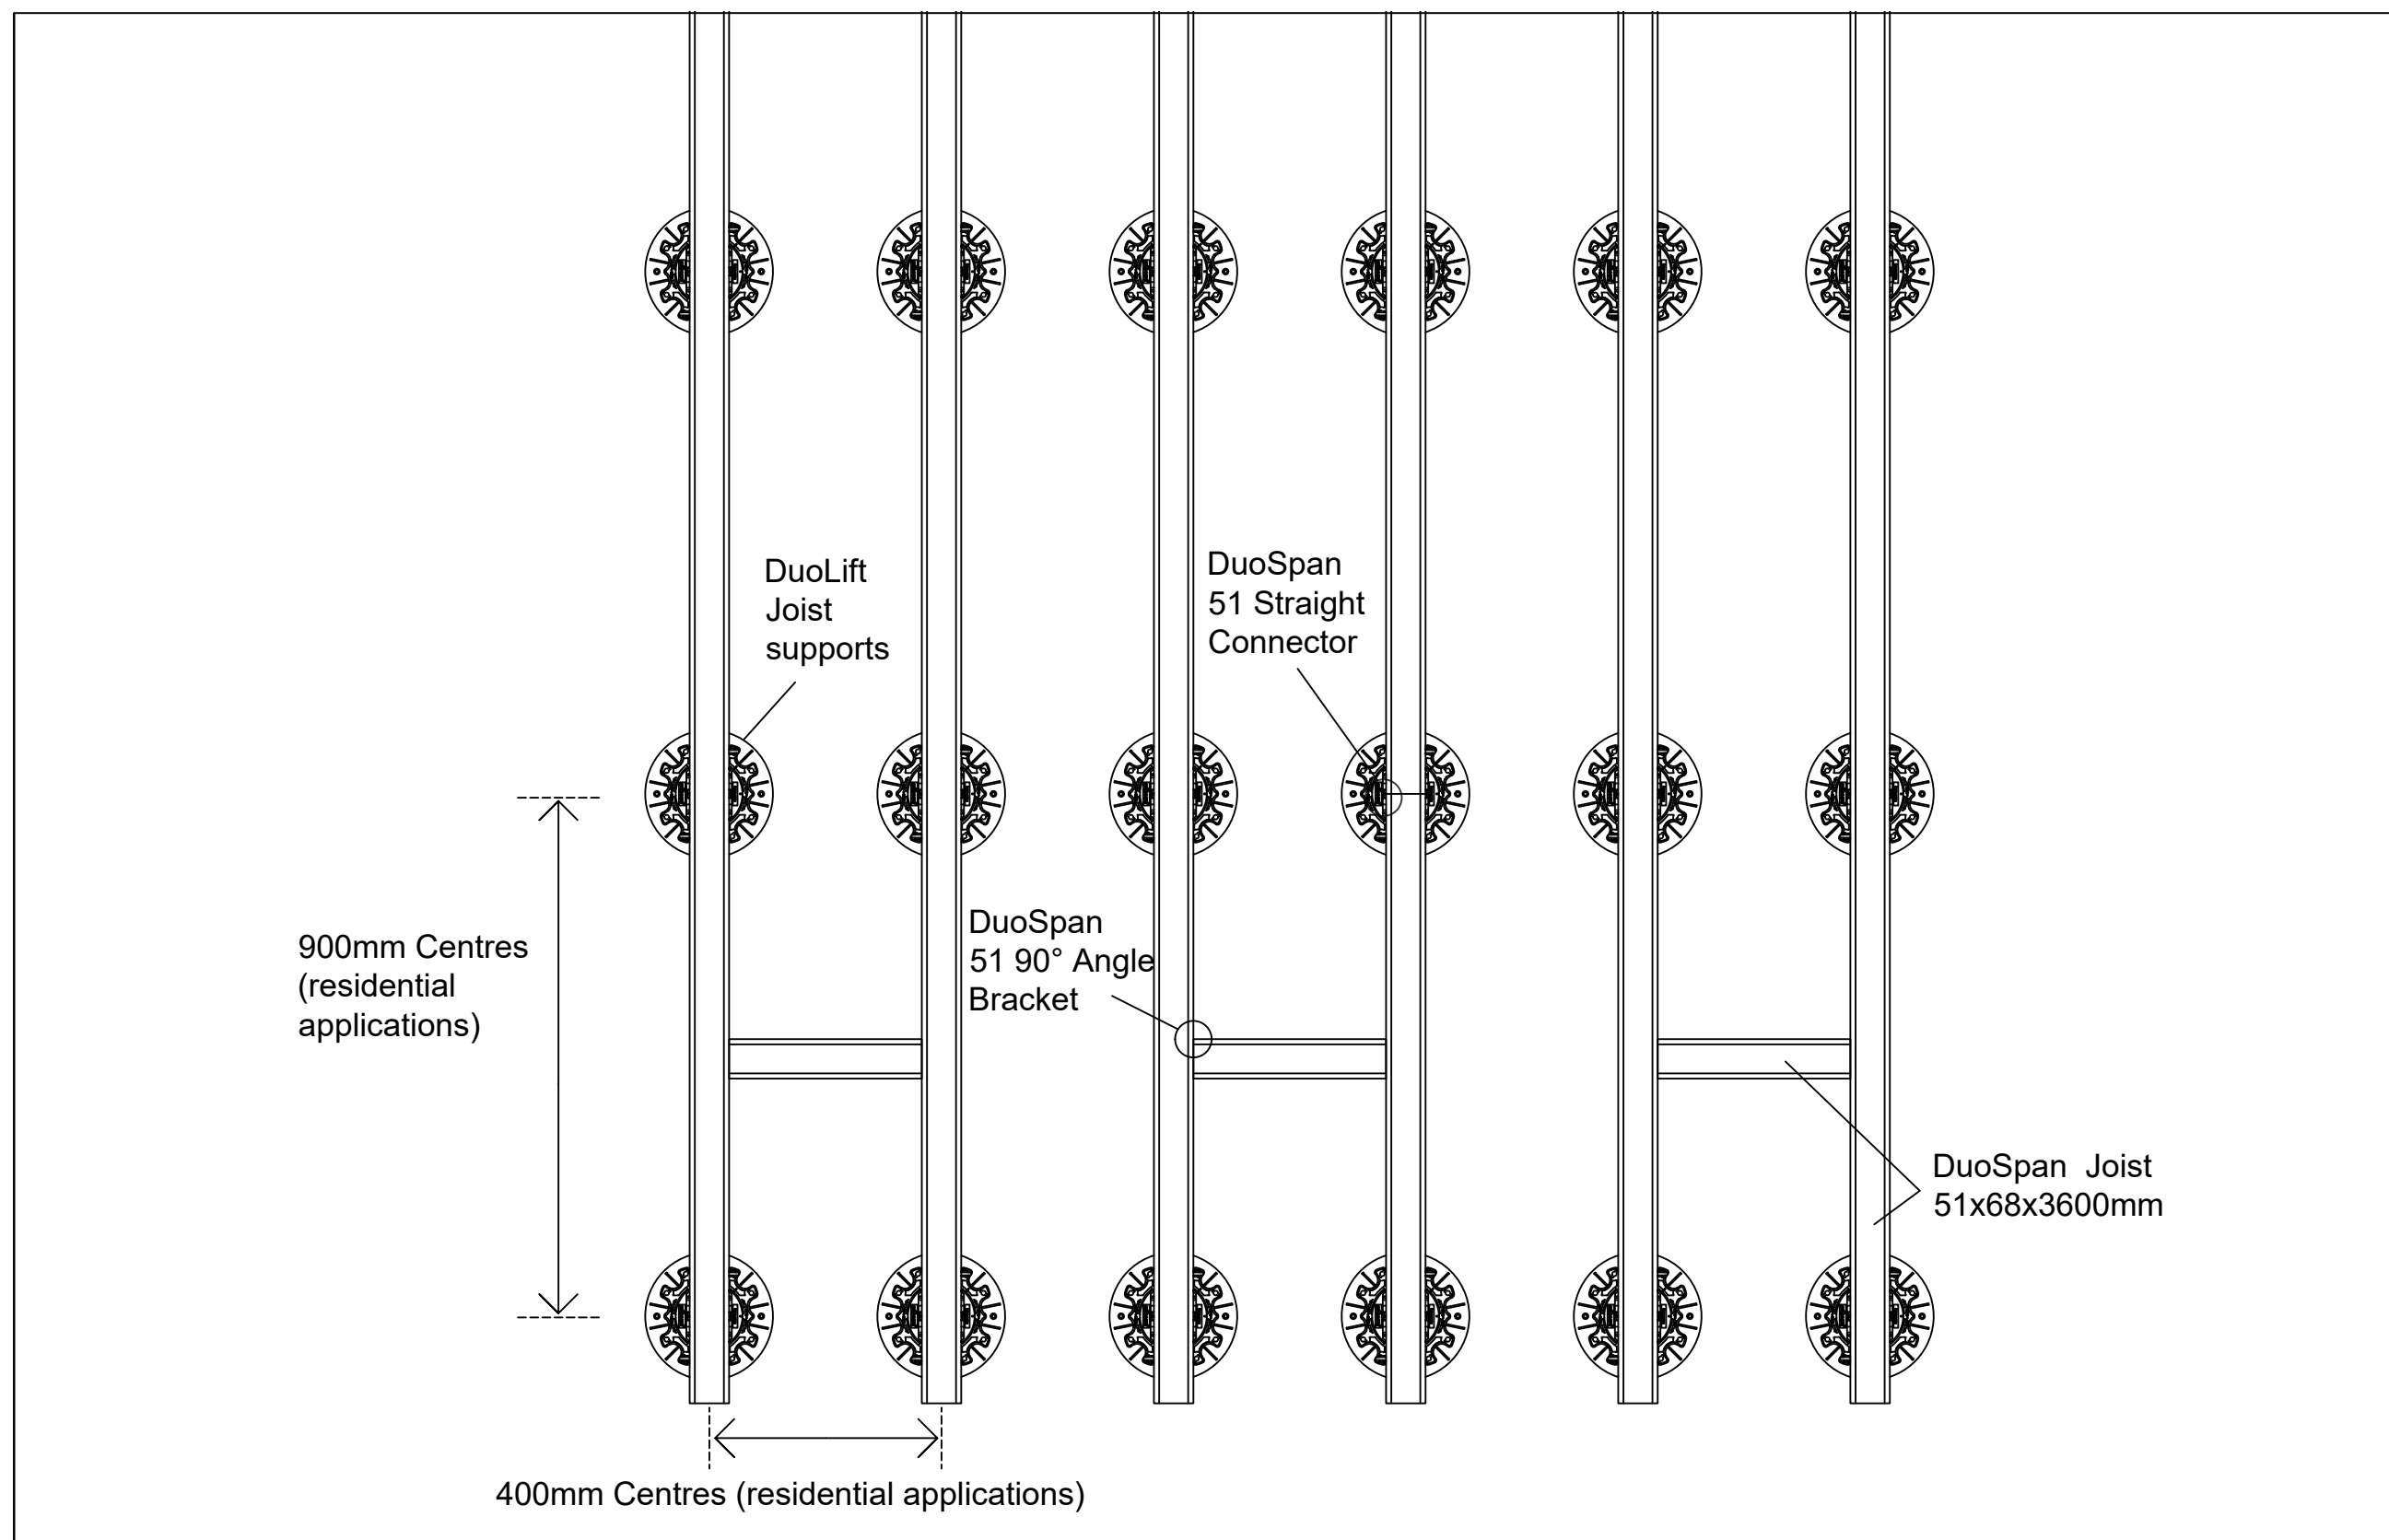 DuoLift
Joist
supports
DuoSpan
51 Straight
Connector
DuoSpan
51 90° Angle
Bracket
900mm Centres
(residential
applications)
DuoSpan  Joist
51x68x3600mm
400mm Centres (residential applications)